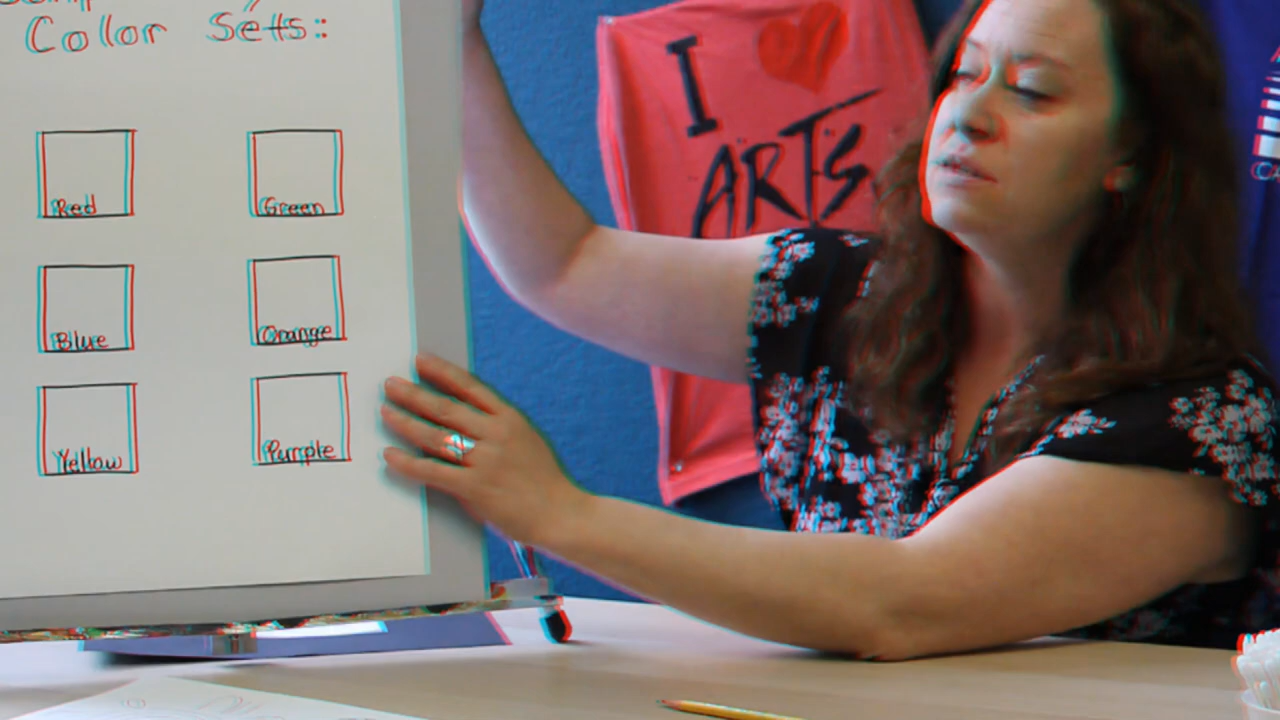 Color Sets:
Red
Green
Blue
Orange
Yellow
Purple
I
ARTS